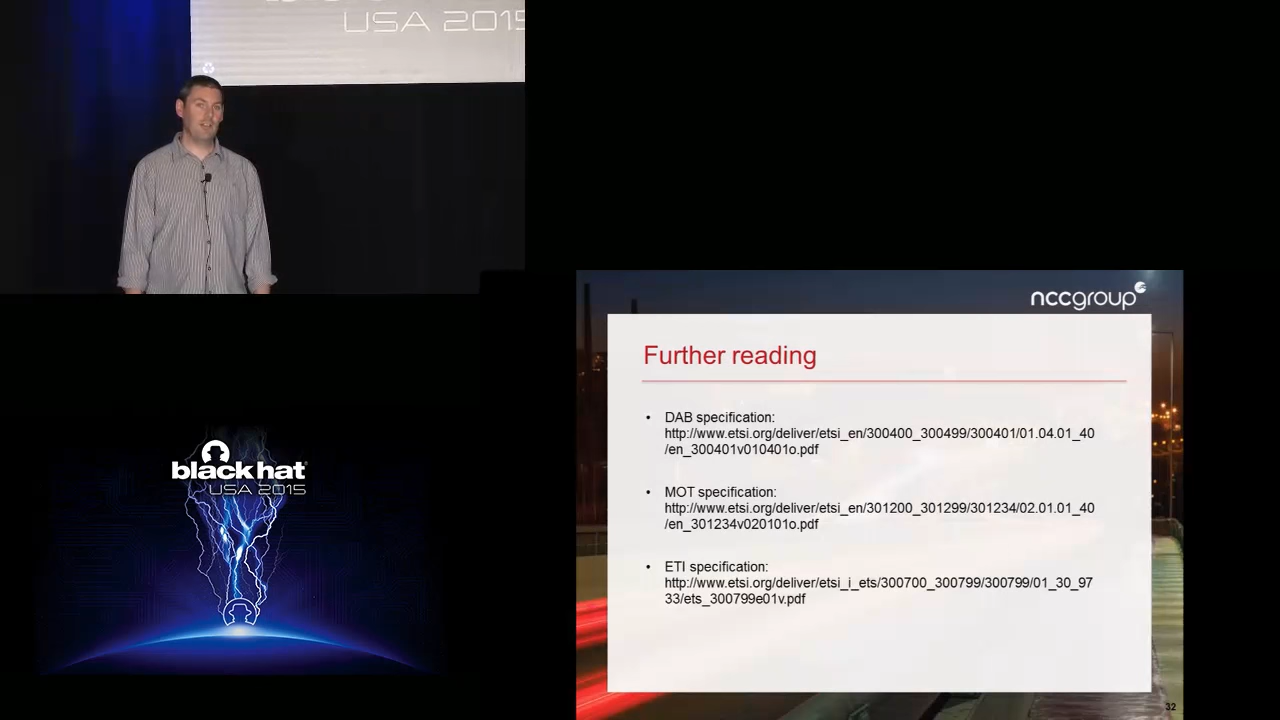 USA 2015
nccgroup
Further reading
• DAB specification:
http://www.etsi.org/deliver/etsi_en/300400_300499/300401/01.04.01_40
/en_300401v010401o.pdf
• MOT specification:
http://www.etsi.org/deliver/etsi_en/301200_301299/301234/02.01.01_40
/en_301234v020101o.pdf
• ETI specification:
http://www.etsi.org/deliver/etsi_i_ets/300700_300799/300799/01_30_97
33/ets_300799e01v.pdf
32
black hat
USA 2015